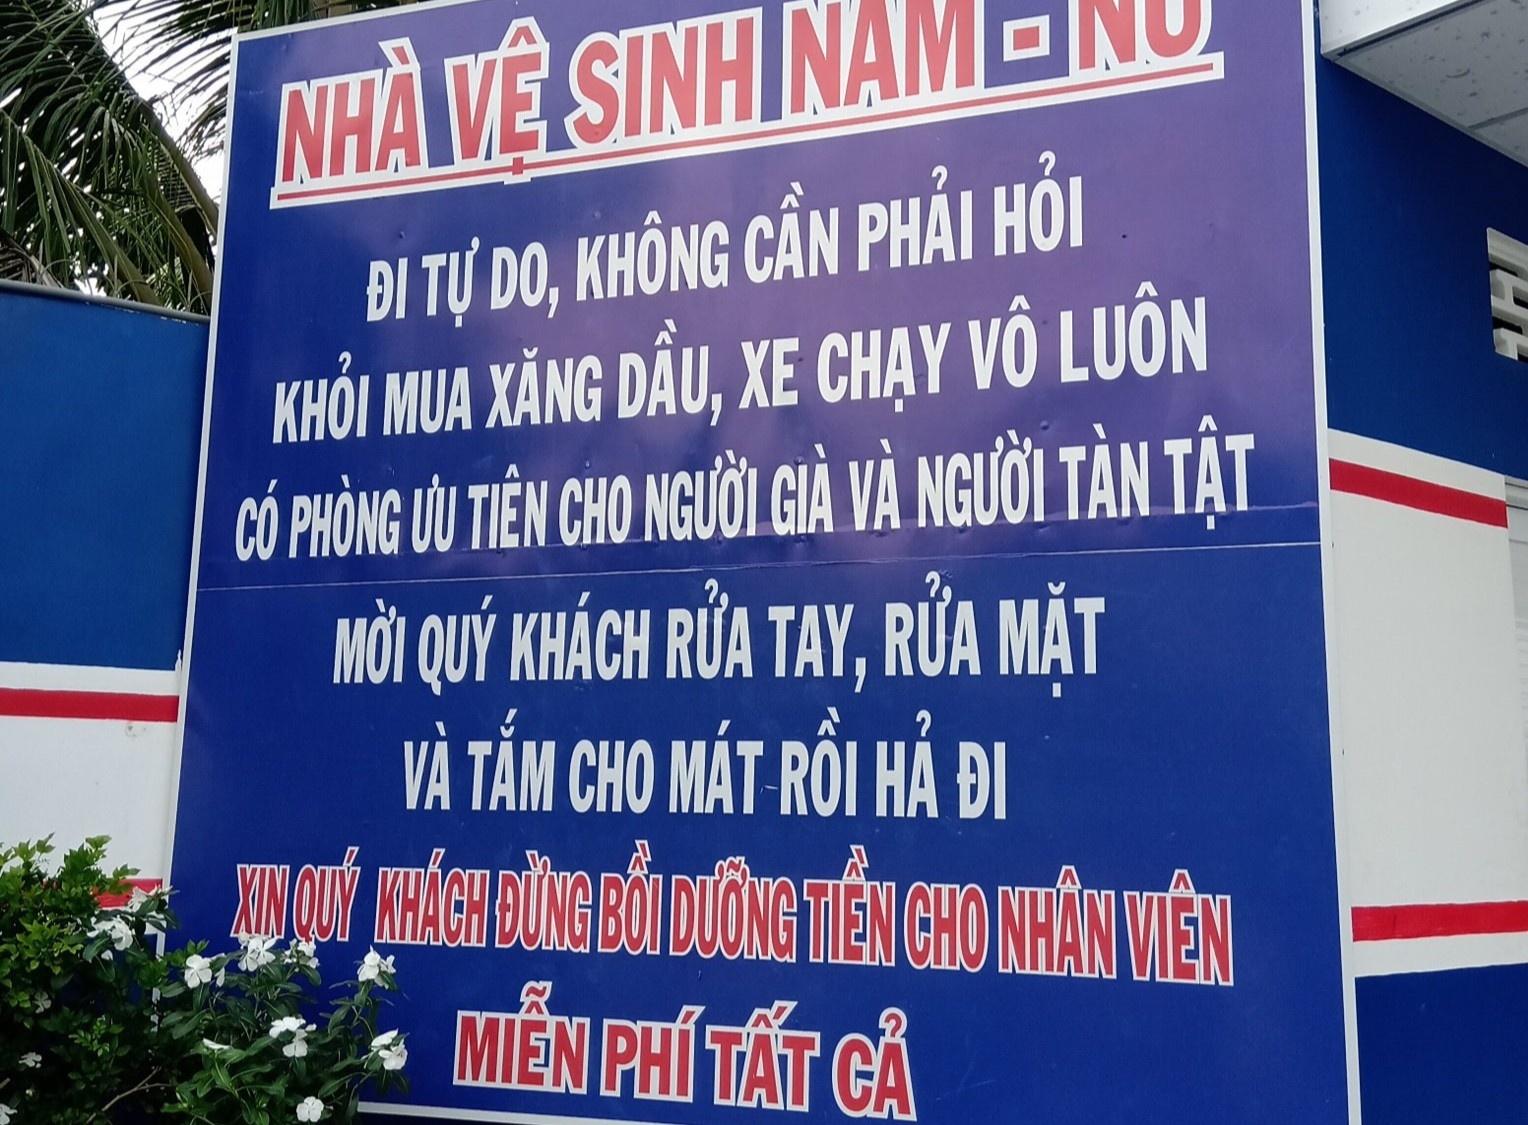 NHÀ VỆ SINH NAM - NỮ
ĐI TỰ DO, KHÔNG CẦN PHẢI HỎI
KHỎI MUA XĂNG DẦU, XE CHẠY VÔ LUÔN
CÓ PHÒNG ƯU TIÊN CHO NGƯỜI GIÀ VÀ NGƯỜI TÀN TẬT
MỜI QUÝ KHÁCH RỬA TAY, RỬA MẶT
VÀ TẮM CHO MÁT RỒI HẢ ĐI
XIN QUÝ KHÁCH ĐỪNG BỒI DƯỠNG TIỀN CHO NHÂN VIÊN
MIỄN PHÍ TẤT CẢ